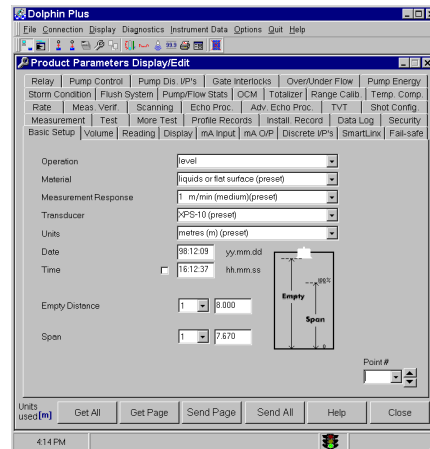 Dolphin Plus
File Connection Display Diagnostics Instrument Data Options Quit Help
Product Parameters Display/Edit
Relay Pump Control Pump Dis. I/P's Gate Interlocks Over/Under Flow Pump Energy
Storm Condition Flush System Pump/Flow Stats OCM Totalizer Range Calib. Temp. Comp.
Rate Meas. Verif. Scanning Echo Proc. Adv. Echo Proc. TVT Shot Config.
Measurement Test More Test Profile Records Install. Record Data Log Security
Basic Setup Volume Reading Display mA Input mA O/P Discrete I/P's SmartLinx Fail-safe
Operation level
Material liquids or flat surface (preset)
Measurement Response 1 m/min (medium)(preset)
Transducer XPS-10 (preset)
Units metres (m) (preset)
Date 98:12:09 yy:mm.dd
Time 16:12:37 hh.mm.ss
100%
Empty
Empty Distance 1 8.000
Span
Span 1 7.670
0
Point #
Units used [m] Get All Get Page Send Page Send All Help Close
4:14 PM